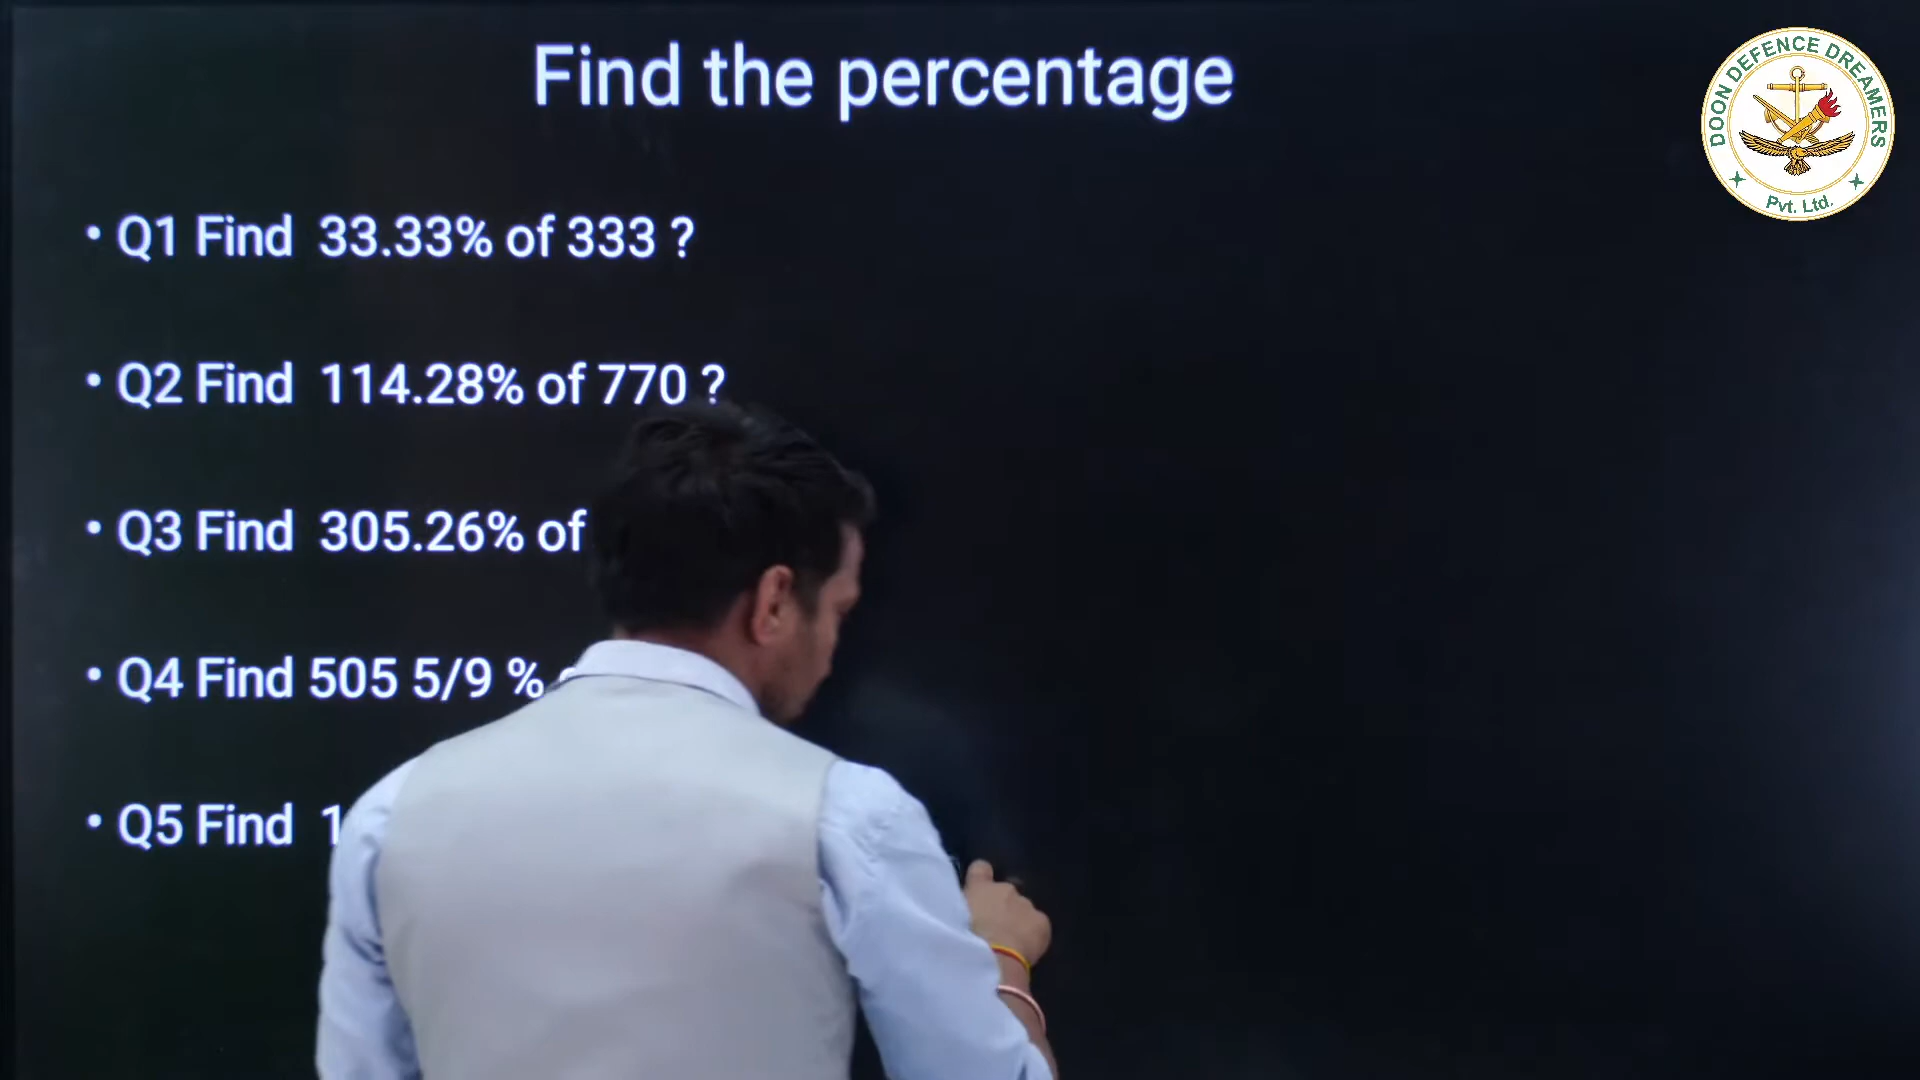 Find the percentage
DOON DEFENCE DREAMERS
Pvt. Ltd.
• Q1 Find 33.33% of 333 ?
• Q2 Find 114.28% of 770 ?
• Q3 Find 305.26% of
• Q4 Find 505 5/9 %
• Q5 Find 1